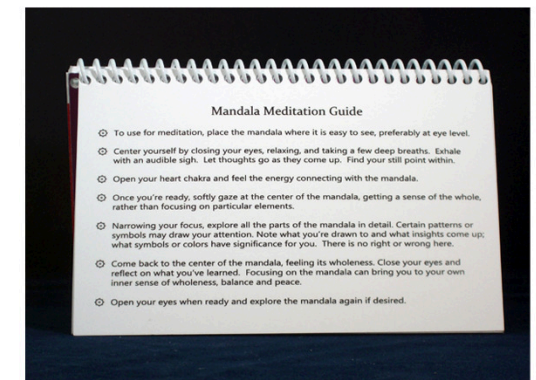 Mandala Meditation Guide
To use for meditation, place the mandala where it is easy to see, preferably at eye level.
Center yourself by closing your eyes, relaxing, and taking a few deep breaths. Exhale
with an audible sigh. Let thoughts go as they come up. Find your still point within.
Open your heart chakra and feel the energy connecting with the mandala.
Once you're ready, softly gaze at the center of the mandala, getting a sense of the whole,
rather than focusing on particular elements.
Narrowing your focus, explore all the parts of the mandala in detail. Certain patterns or
symbols may draw your attention. Note what you're drawn to and what insights come up;
what symbols or colors have significance for you. There is no right or wrong here.
Come back to the center of the mandala, feeling its wholeness. Close your eyes and
reflect on what you've learned. Focusing on the mandala can bring you to your own
inner sense of wholeness, balance and peace.
Open your eyes when ready and explore the mandala again if desired.